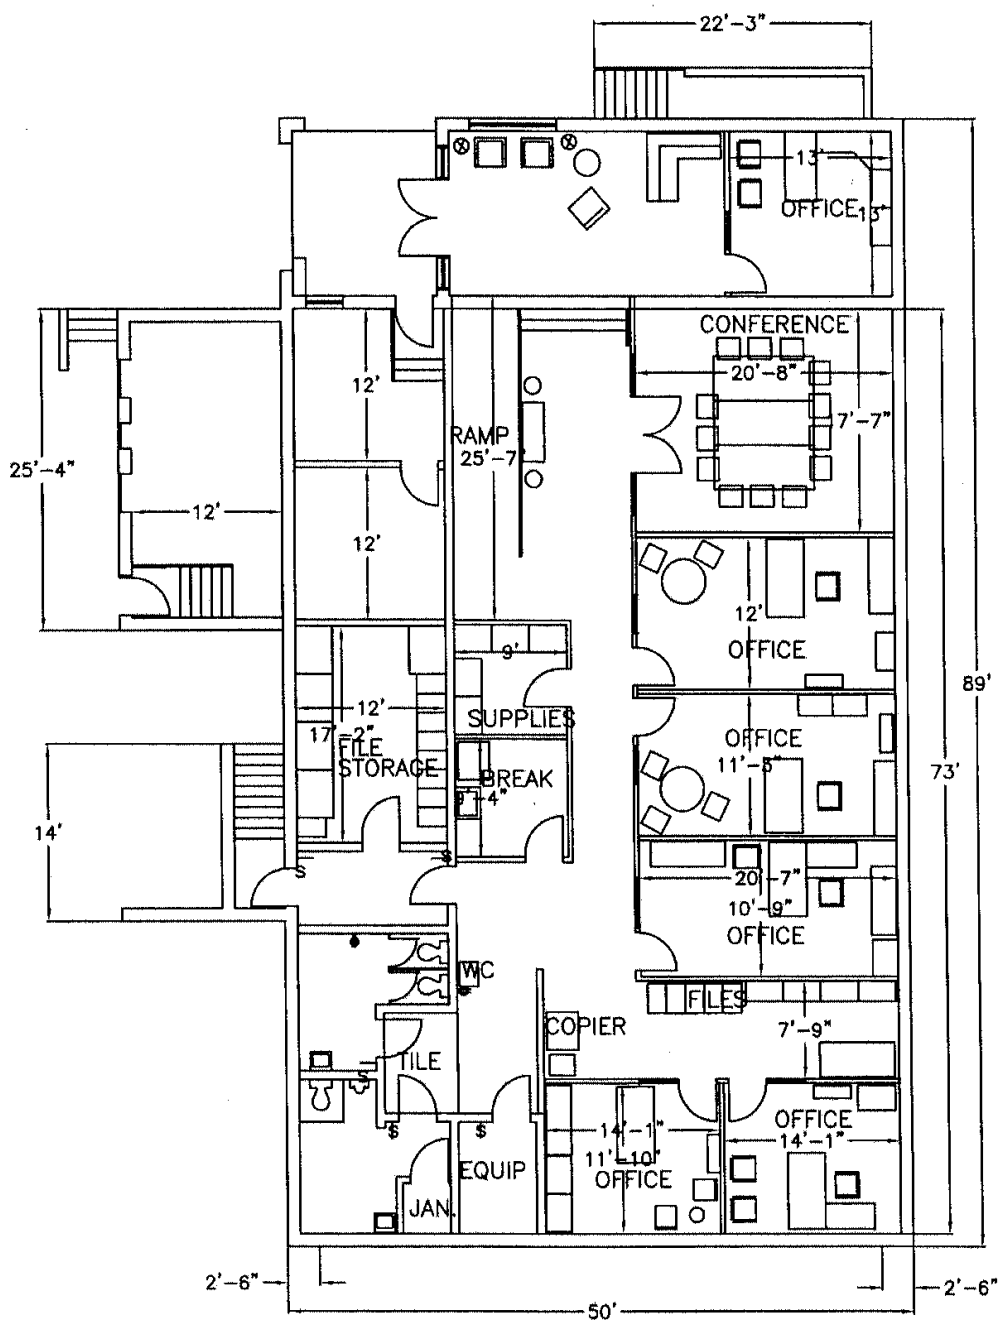 22'-3"
13'
OFFICE
13'
CONFERENCE
20'-8"
12'
7'-7"
RAMP
25'-7
25'-4"
12'
12'
12'
OFFICE
9'
89'
12'
SUPPLIES
17'-2"
FILE
STORAGE
OFFICE
11'-3"
73'
BREAK
-4"
14'
S
S
20'-7"
10'-9"
OFFICE
WC
FILES
COPIER
7'-9"
TILE
S
OFFICE
S
S
14'-1"
14'-1"
11'-10"
EQUIP
OFFICE
JAN.
2'-6"
2'-6"
50'